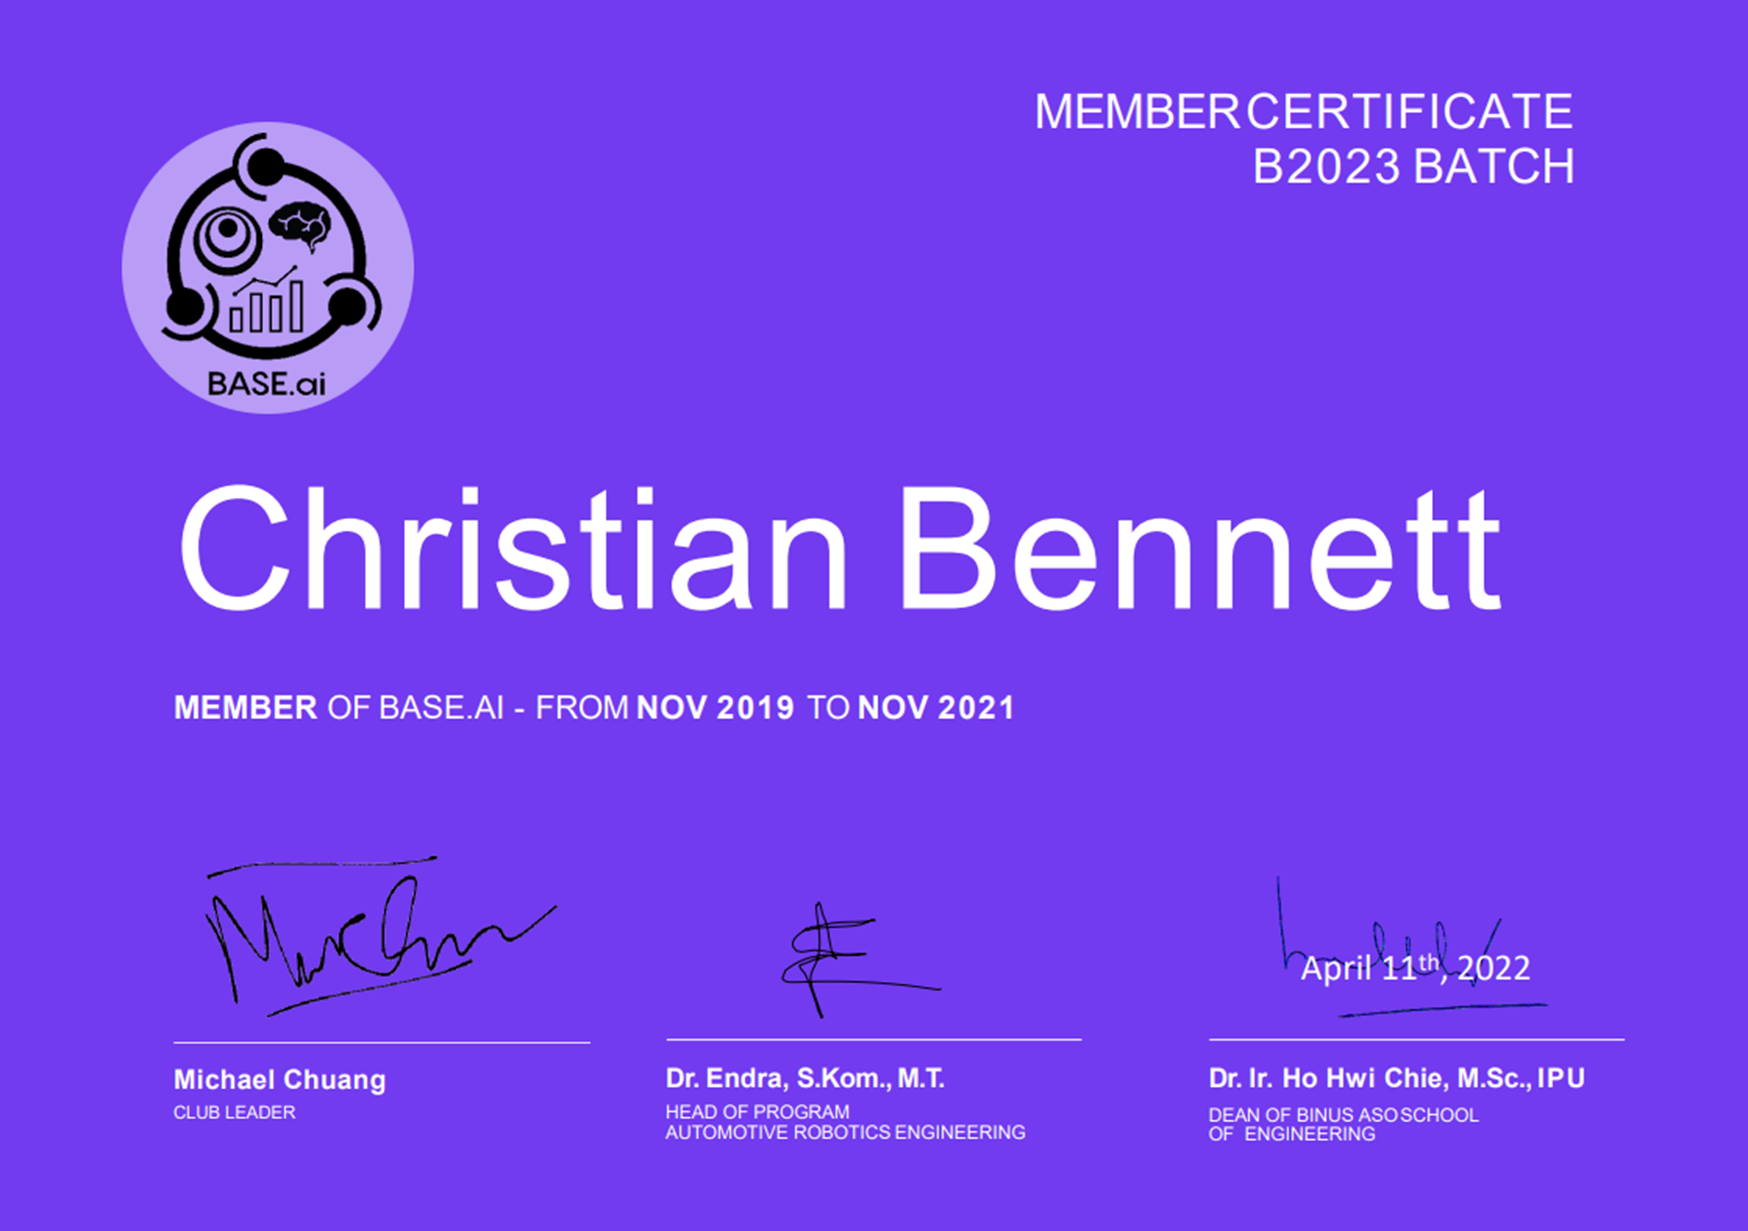 MEMBER CERTIFICATE
B2023 BATCH
BASE.ai
Christian Bennett
MEMBER OF BASE.AI - FROM NOV 2019 TO NOV 2021
April 11th, 2022
Michael Chuang
CLUB LEADER
Dr. Endra, S.Kom., M.T.
HEAD OF PROGRAM
AUTOMOTIVE ROBOTICS ENGINEERING
Dr. Ir. Ho Hwi Chie, M.Sc., IPU
DEAN OF BINUS ASO SCHOOL
OF ENGINEERING